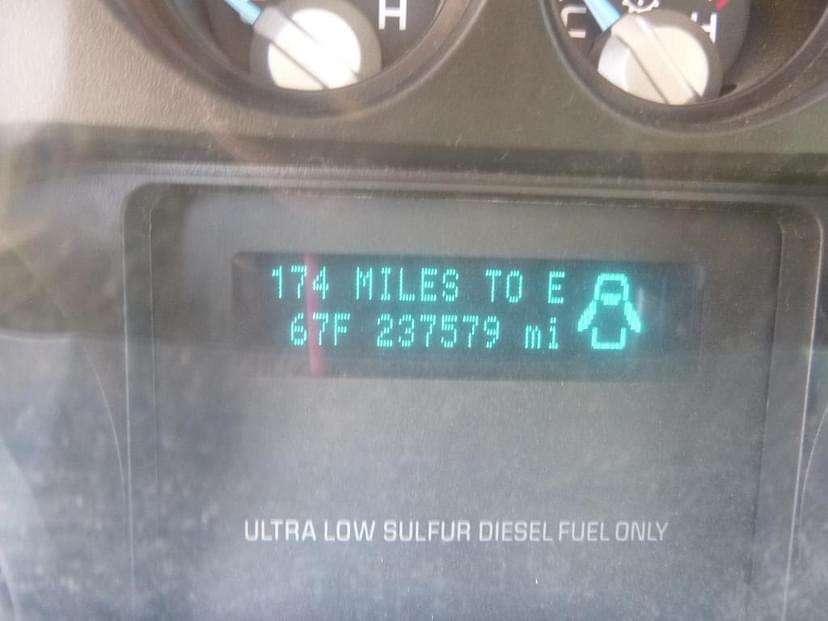 H
C H
174 MILES TO E
67F 237579 mi
ULTRA LOW SULFUR DIESEL FUEL ONLY